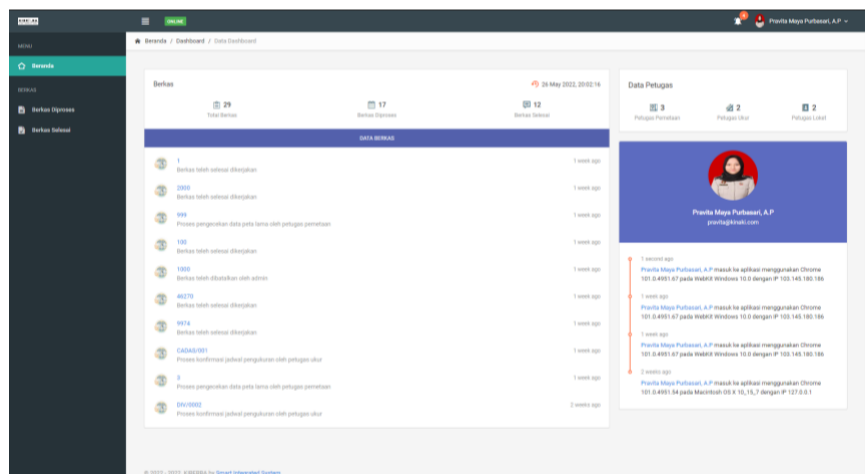 ONLINE
Pravita Maya Purbasari, A.P
MENU
Beranda
BERKAS
Berkas Diproses
Berkas Selesai
Beranda / Dashboard / Data Dashboard
Berkas
26 May 2022, 20:02:16
29
Total Berkas
17
Berkas Diproses
12
Berkas Selesai
DATA BERKAS
1
1 week ago
Berkas telah selesai dikerjakan
2000
1 week ago
Berkas telah selesai dikerjakan
999
1 week ago
Proses pengecekan data peta lama oleh petugas pemetaan
100
1 week ago
Berkas telah selesai dikerjakan
1000
1 week ago
Berkas telah dibatalkan oleh admin
46270
1 week ago
Berkas telah selesai dikerjakan
9974
1 week ago
Berkas telah selesai dikerjakan
CADAS/001
1 week ago
Proses konfirmasi jadwal pengukuran oleh petugas ukur
3
1 week ago
Proses pengecekan data peta lama oleh petugas pemetaan
DIV/0002
2 weeks ago
Proses konfirmasi jadwal pengukuran oleh petugas ukur
Data Petugas
3
Petugas Pemetaan
2
Petugas Ukur
2
Petugas Loket
Pravita Maya Purbasari, A.P
pravita@kinaki.com
1 second ago
Pravita Maya Purbasari, A.P masuk ke aplikasi menggunakan Chrome
101.0.4951.67 pada WebKit Windows 10.0 dengan IP 103.145.180.186
1 week ago
Pravita Maya Purbasari, A.P masuk ke aplikasi menggunakan Chrome
101.0.4951.67 pada WebKit Windows 10.0 dengan IP 103.145.180.186
1 week ago
Pravita Maya Purbasari, A.P masuk ke aplikasi menggunakan Chrome
101.0.4951.67 pada WebKit Windows 10.0 dengan IP 103.145.180.186
2 weeks ago
Pravita Maya Purbasari, A.P masuk ke aplikasi menggunakan Chrome
101.0.4951.54 pada Macintosh OS X 10_15_7 dengan IP 127.0.0.1
© 2022 - 2022. by Smart Integrated System